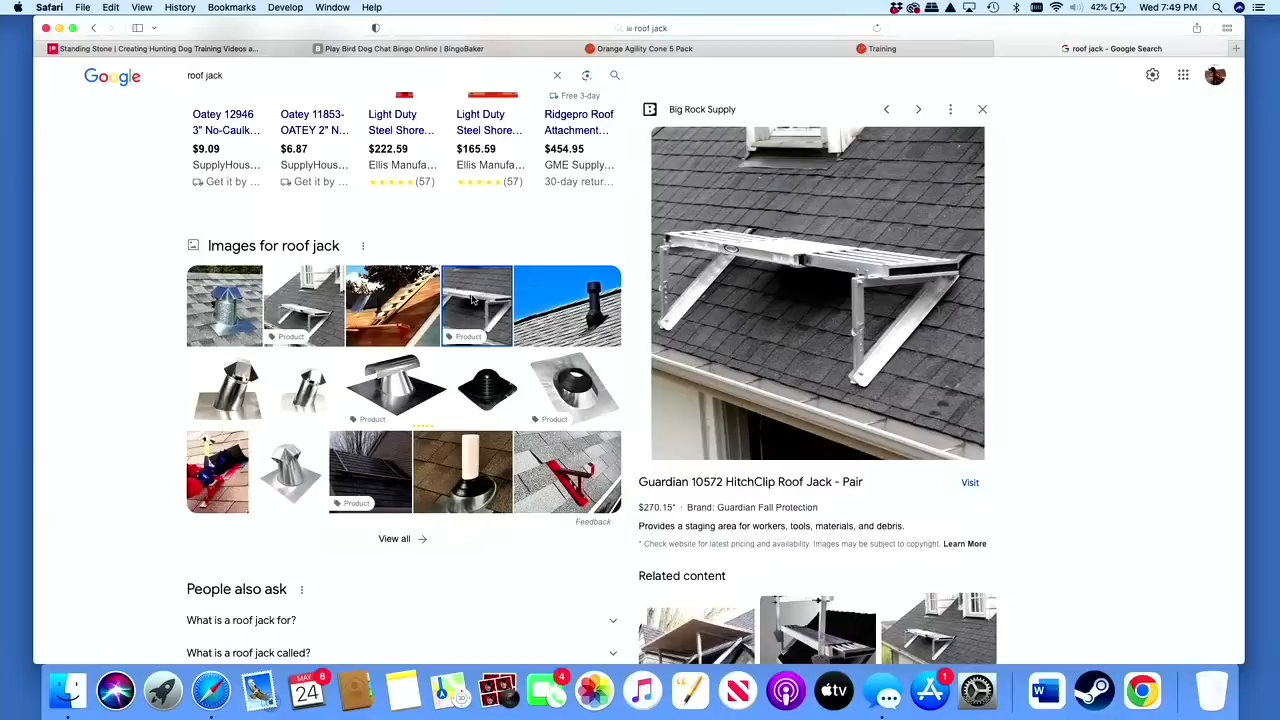 Safari File Edit View History Bookmarks Develop Window Help
42% Wed 7:49 PM
roof jack
Standing Stone | Creating Hunting Dog Training Videos a...
Play Bird Dog Chat Bingo Online | BingoBaker
Orange Agility Cone 5 Pack
Training
roof jack - Google Search
Google
roof jack
Free 3-day
Oatey 12946 3" No-Caulk...
$9.09
SupplyHous...
Get it by ...
Oatey 11853-OATEY 2" N...
$6.87
SupplyHous...
Get it by ...
Light Duty Steel Shore...
$222.59
Ellis Manufa...
(57)
Light Duty Steel Shore...
$165.59
Ellis Manufa...
(57)
Ridgepro Roof Attachment...
$454.95
GME Supply...
30-day retur...
Images for roof jack
Product
Product
Product
Product
Product
Feedback
View all
People also ask
What is a roof jack for?
What is a roof jack called?
Big Rock Supply
Guardian 10572 HitchClip Roof Jack - Pair
Visit
$270.15* · Brand: Guardian Fall Protection
Provides a staging area for workers, tools, materials, and debris.
* Check website for latest pricing and availability. Images may be subject to copyright. Learn More
Related content
MAY
24
6
4
3D
tv
1
W